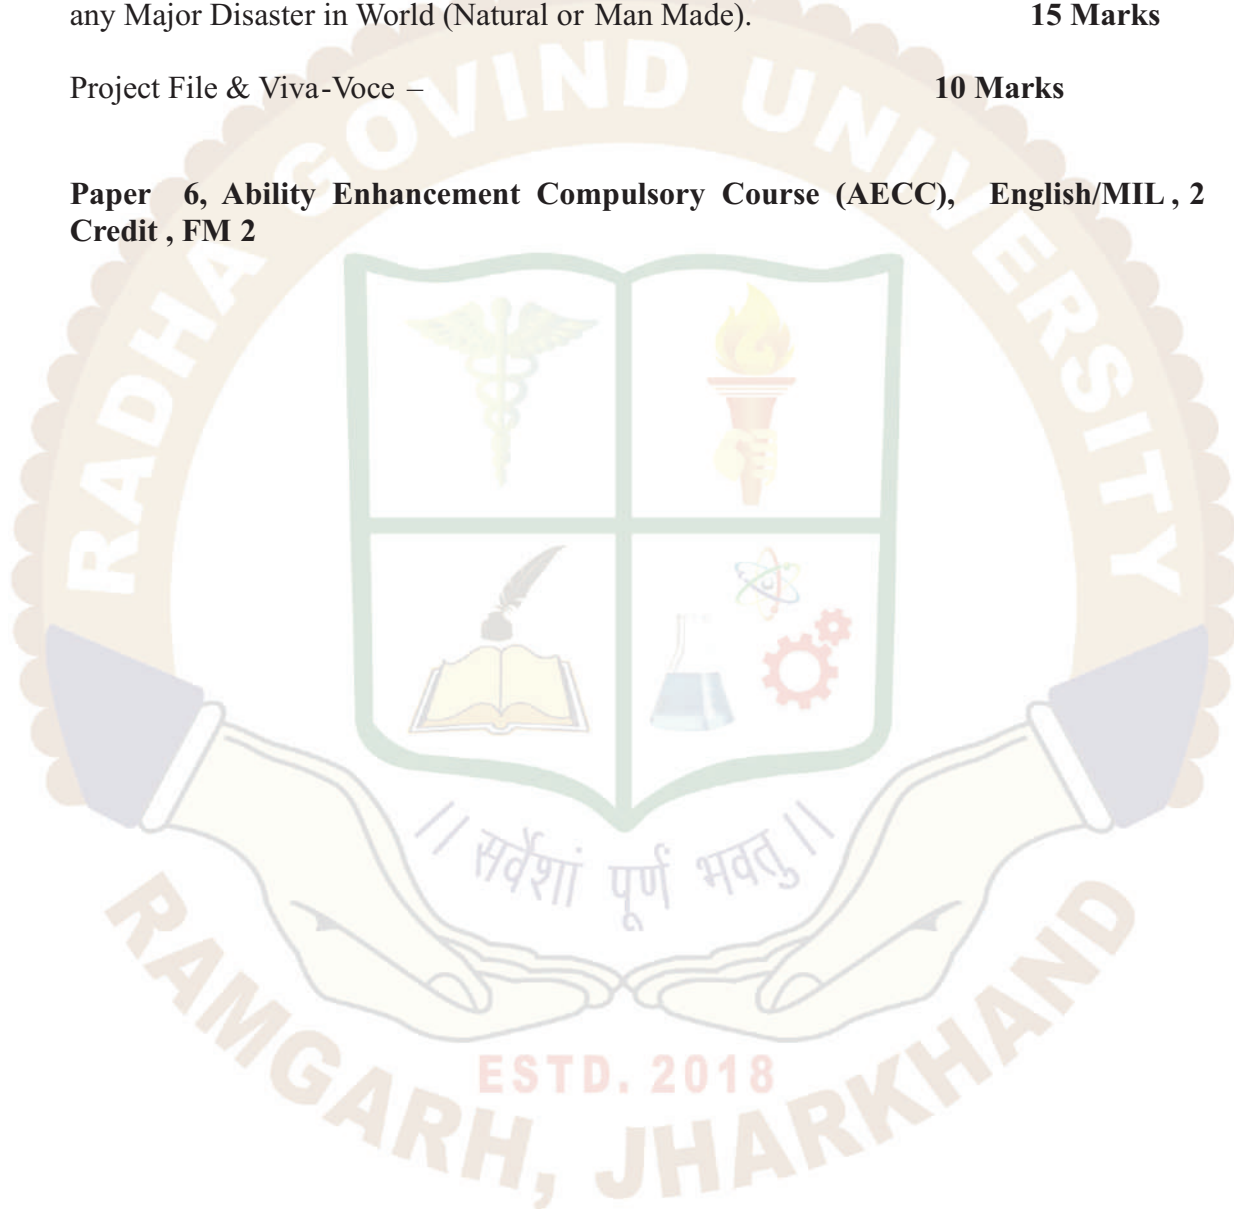 any Major Disaster in World (Natural or Man Made). 15 Marks
Project File & Viva-Voce – 10 Marks
Paper 6, Ability Enhancement Compulsory Course (AECC), English/MIL , 2
Credit , FM 2
RADHA GOVIND UNIVERSITY
।। सर्वेशां पूर्ण भवतु ।।
ESTD. 2018
RAMGARH, JHARKHAND